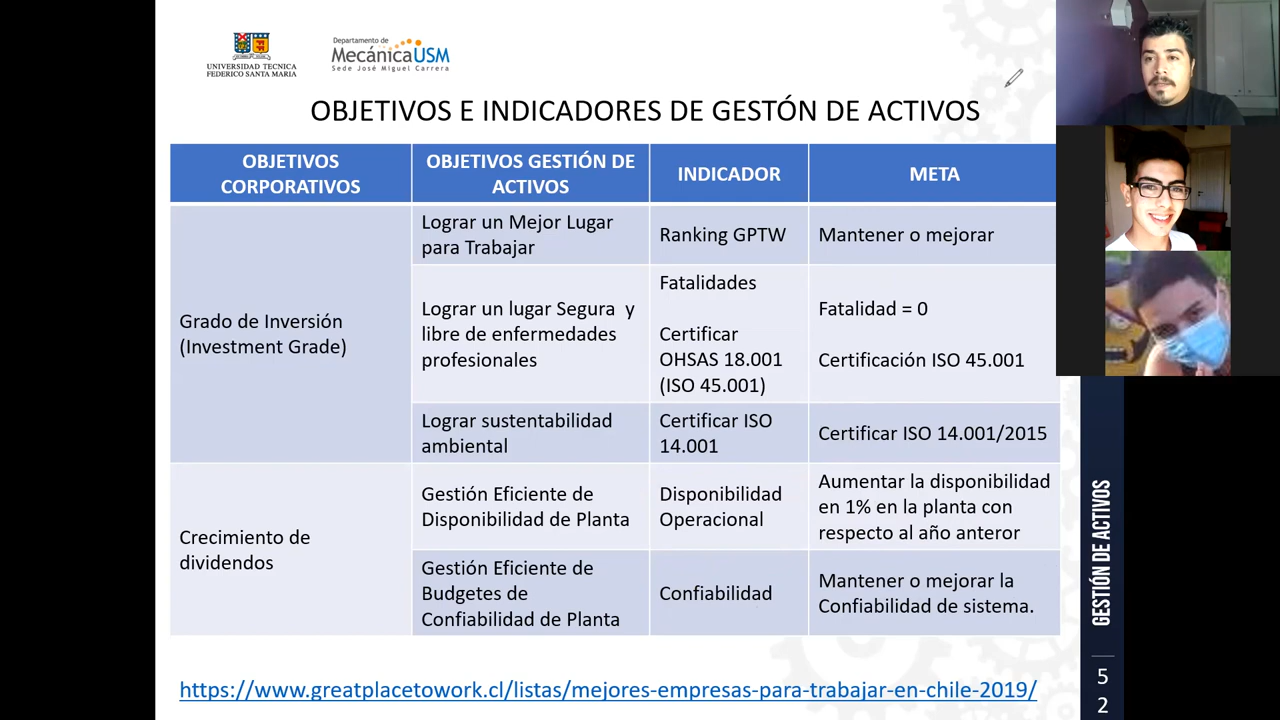 UNIVERSIDAD TECNICA
FEDERICO SANTA MARIA
Departamento de
MecánicaUSM
Sede José Miguel Carrera
OBJETIVOS E INDICADORES DE GESTÓN DE ACTIVOS
OBJETIVOS
CORPORATIVOS
OBJETIVOS GESTIÓN DE
ACTIVOS
INDICADOR
META
Grado de Inversión
(Investment Grade)
Lograr un Mejor Lugar
para Trabajar
Ranking GPTW
Mantener o mejorar
Lograr un lugar Segura y
libre de enfermedades
profesionales
Fatalidades
Certificar
OHSAS 18.001
(ISO 45.001)
Fatalidad = 0
Certificación ISO 45.001
Lograr sustentabilidad
ambiental
Certificar ISO
14.001
Certificar ISO 14.001/2015
Crecimiento de
dividendos
Gestión Eficiente de
Disponibilidad de Planta
Disponibilidad
Operacional
Aumentar la disponibilidad
en 1% en la planta con
respecto al año anteror
Gestión Eficiente de
Budgetes de
Confiabilidad de Planta
Confiabilidad
Mantener o mejorar la
Confiabilidad de sistema.
https://www.greatplacetowork.cl/listas/mejores-empresas-para-trabajar-en-chile-2019/
GESTIÓN DE ACTIVOS
5
2